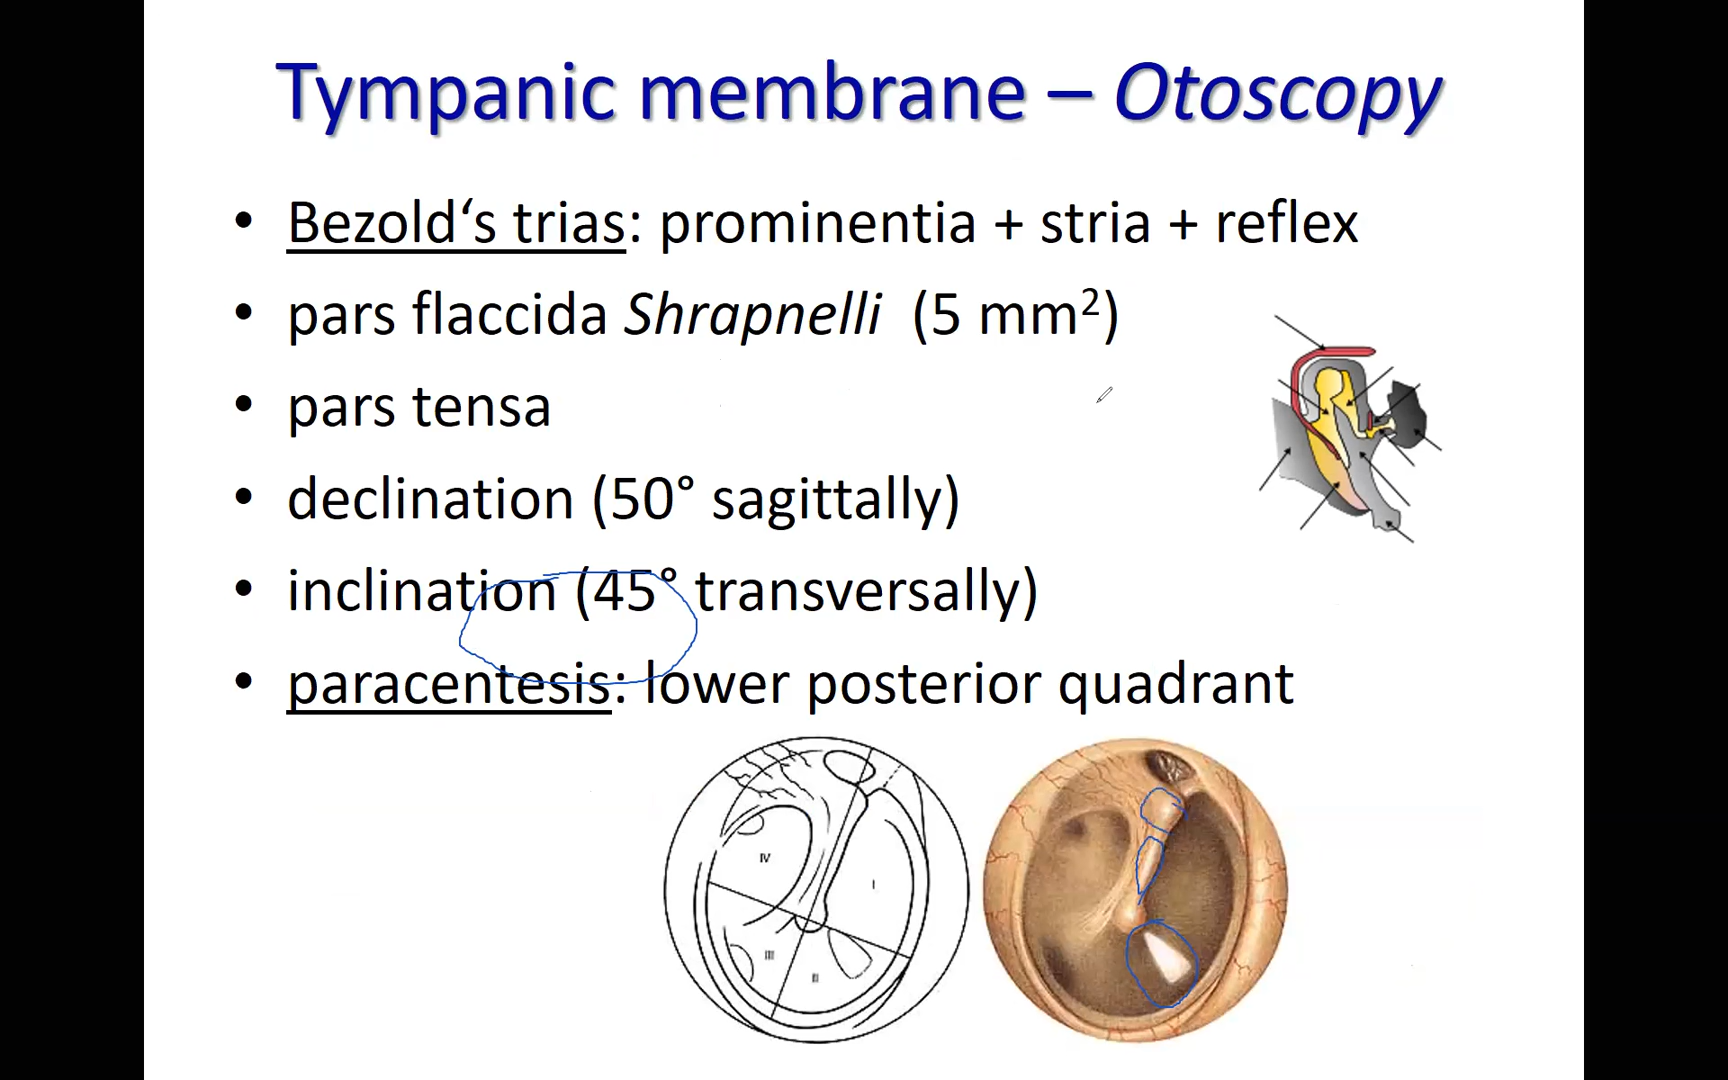 Tympanic membrane – Otoscopy
• Bezold‘s trias: prominentia + stria + reflex
• pars flaccida Shrapnelli (5 mm²)
• pars tensa
• declination (50° sagittally)
• inclination (45° transversally)
• paracentesis: lower posterior quadrant
IV
I
III
II